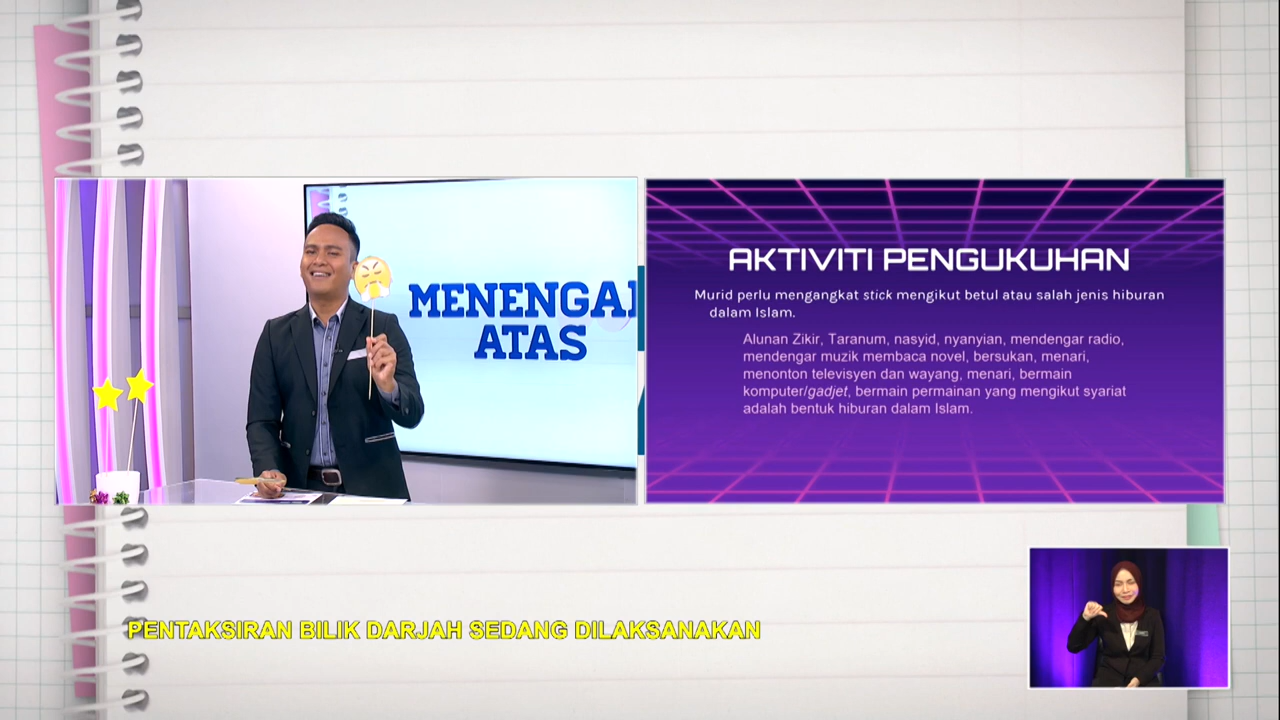 MENENGA
ATAS
AKTIVITI PENGUKUHAN
Murid perlu mengangkat stick mengikut betul atau salah jenis hiburan
dalam Islam.
Alunan Zikir, Taranum, nasyid, nyanyian, mendengar radio,
mendengar muzik membaca novel, bersukan, menari,
menonton televisyen dan wayang, menari, bermain
komputer/gadjet, bermain permainan yang mengikut syariat
adalah bentuk hiburan dalam Islam.
PENTAKSIRAN BILIK DARJAH SEDANG DILAKSANAKAN